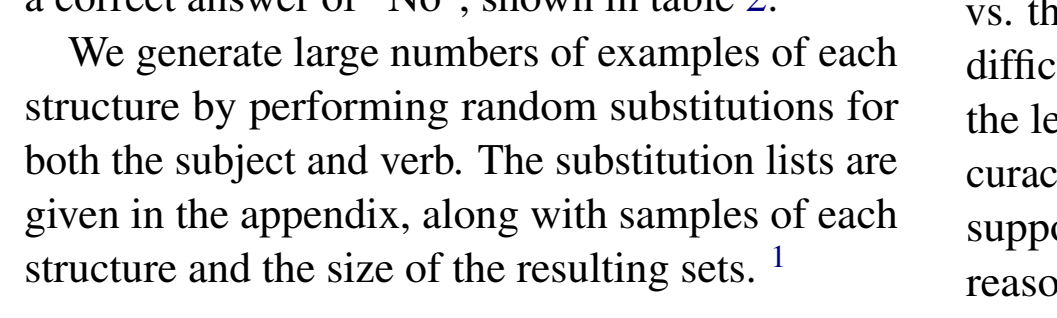 a correct answer of "No", shown in table 2.
We generate large numbers of examples of each
structure by performing random substitutions for
both the subject and verb. The substitution lists are
given in the appendix, along with samples of each
structure and the size of the resulting sets. 1
vs. th
diffic
the le
curac
suppo
reaso